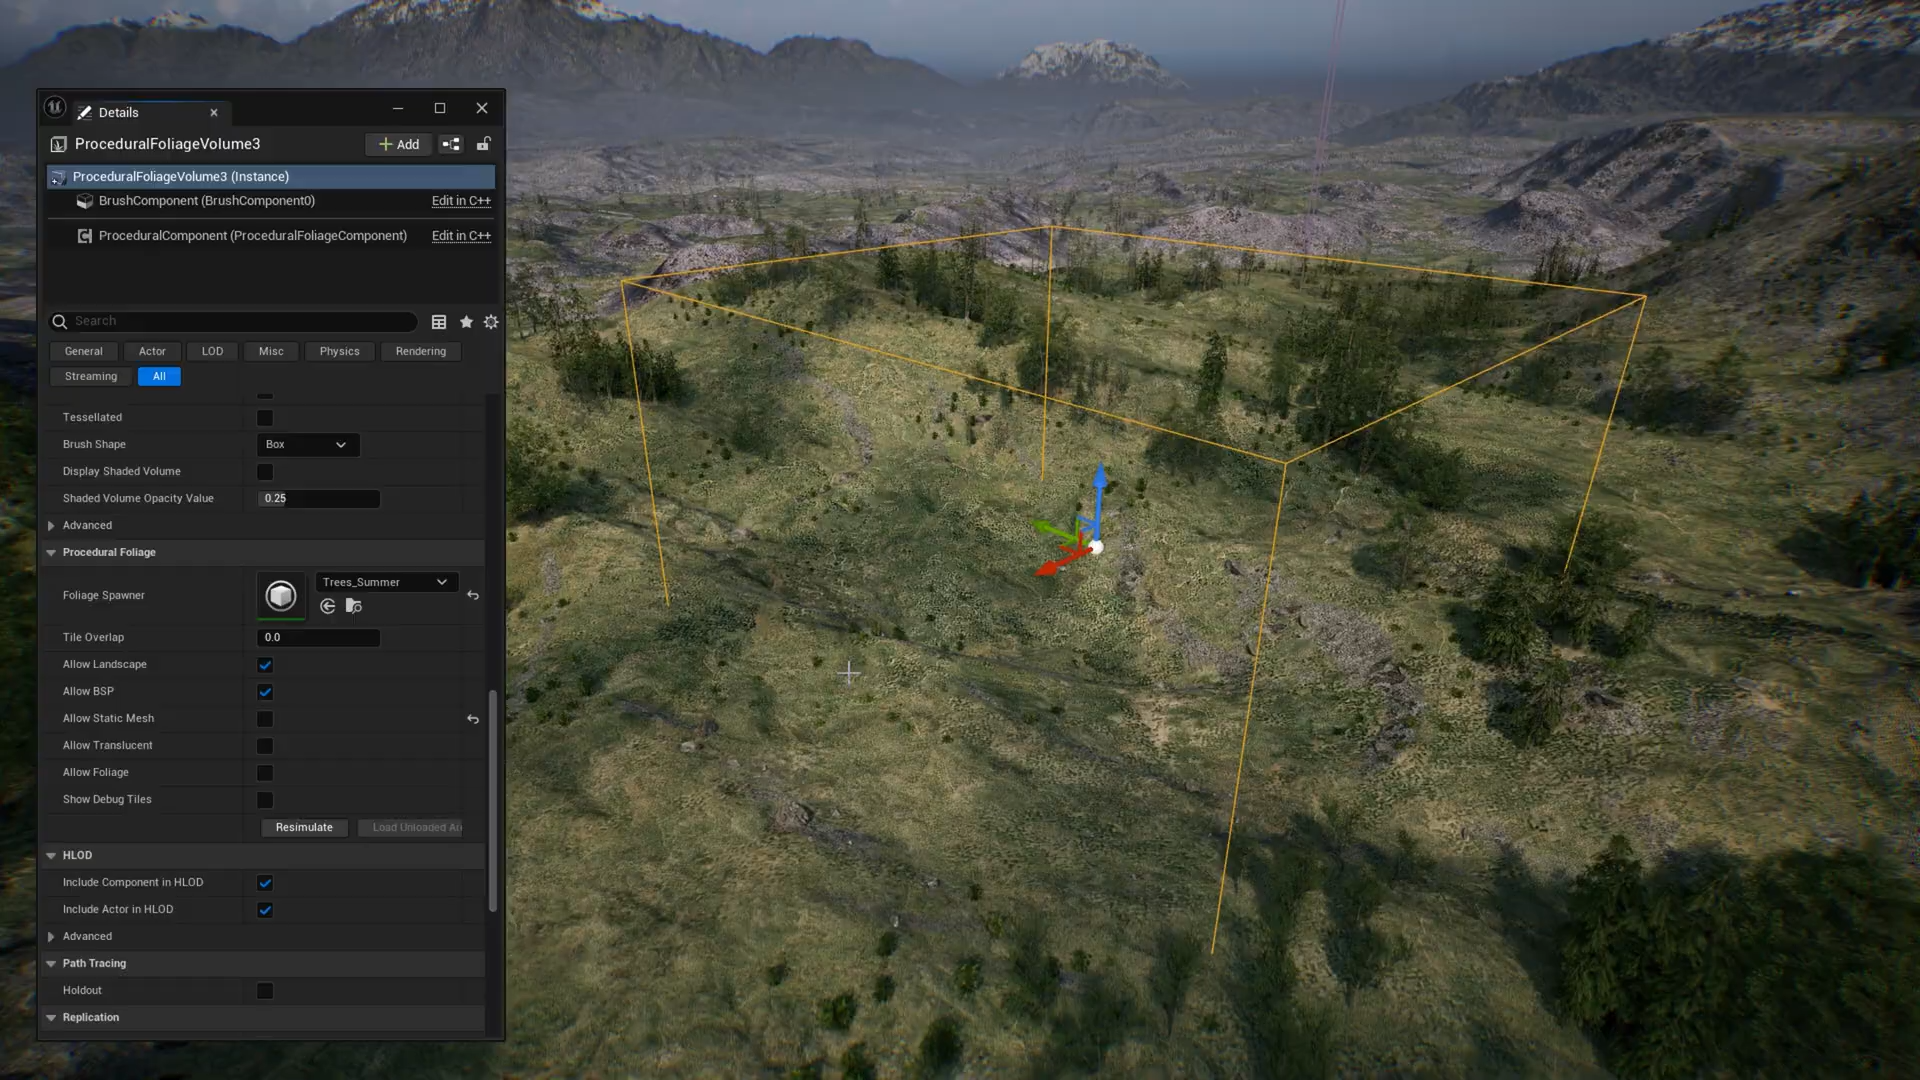 Details
ProceduralFoliageVolume3
Add
ProceduralFoliageVolume3 (Instance)
BrushComponent (BrushComponent0) Edit in C++
ProceduralComponent (ProceduralFoliageComponent) Edit in C++
Search
General Actor LOD Misc Physics Rendering
Streaming All
Tessellated
Brush Shape Box
Display Shaded Volume
Shaded Volume Opacity Value 0.25
Advanced
Procedural Foliage
Foliage Spawner Trees_Summer
Tile Overlap 0.0
Allow Landscape
Allow BSP
Allow Static Mesh
Allow Translucent
Allow Foliage
Show Debug Tiles
Resimulate Load Unloaded
HLOD
Include Component in HLOD
Include Actor in HLOD
Advanced
Path Tracing
Holdout
Replication